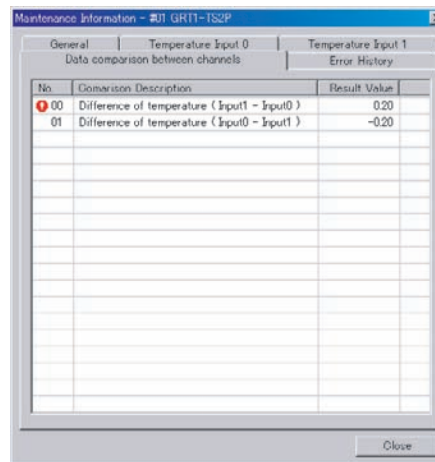 Maintenance Information - #01 GRT1-TS2P
General Temperature Input 0 Temperature Input 1
Data comparison between channels Error History
No. Comarison Description Result Value
00 Difference of temperature ( Input1 - Input0 ) 0.20
01 Difference of temperature ( Input0 - Input1 ) -0.20
Close